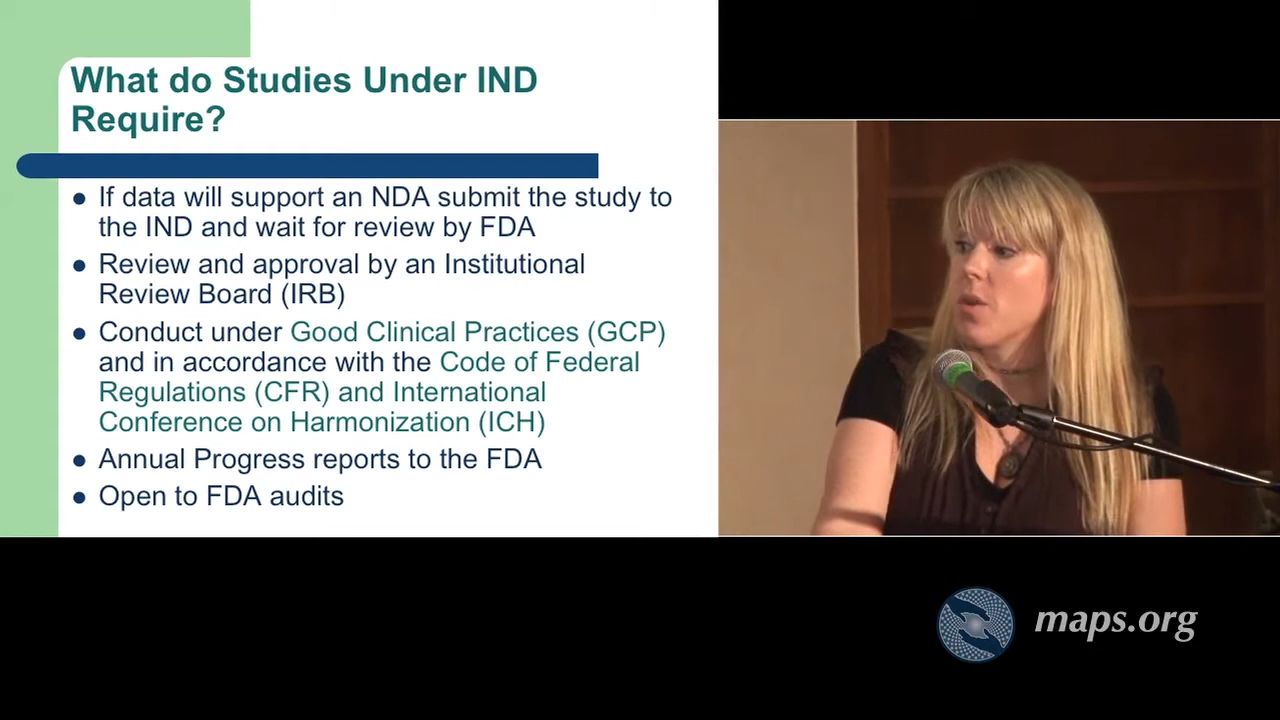 What do Studies Under IND
Require?
● If data will support an NDA submit the study to
the IND and wait for review by FDA
● Review and approval by an Institutional
Review Board (IRB)
● Conduct under Good Clinical Practices (GCP)
and in accordance with the Code of Federal
Regulations (CFR) and International
Conference on Harmonization (ICH)
● Annual Progress reports to the FDA
● Open to FDA audits
maps.org